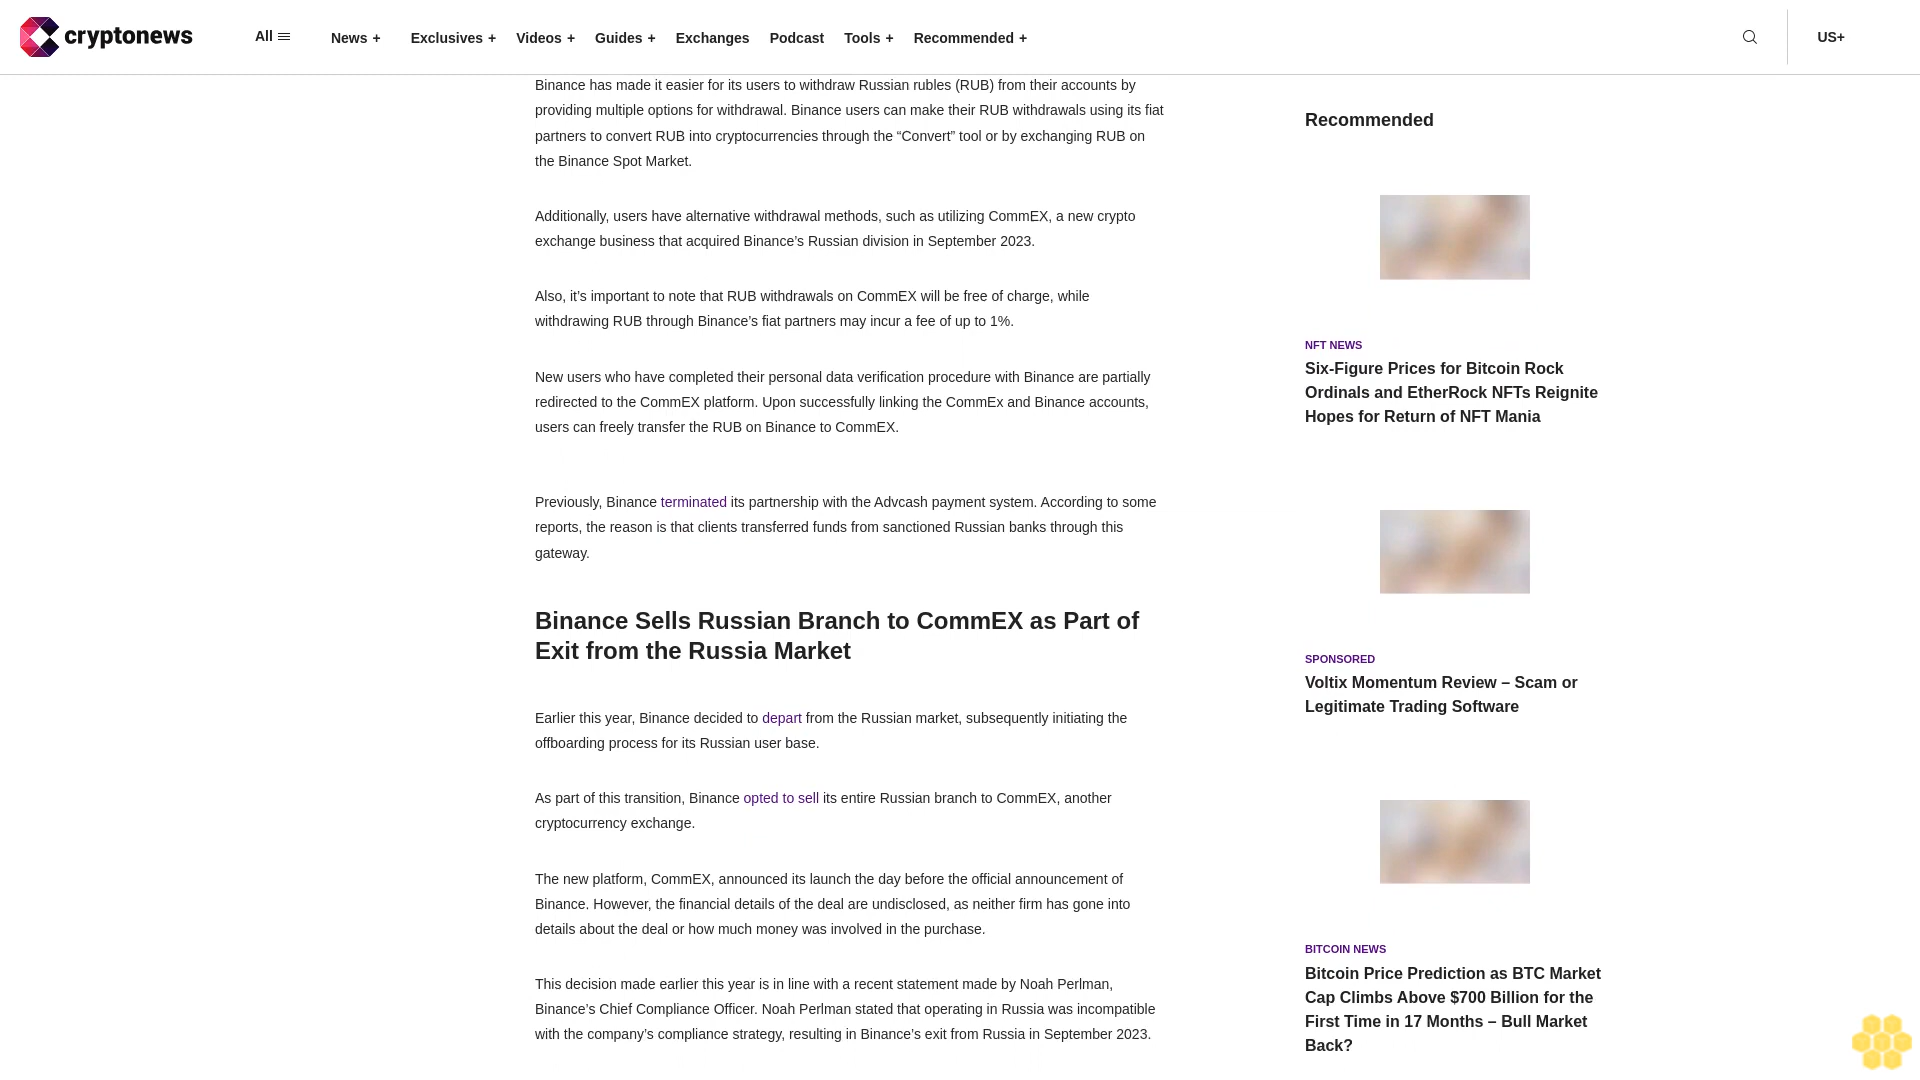 cryptonews
All
News +
Exclusives +
Videos +
Guides +
Exchanges
Podcast
Tools +
Recommended +
US+
Binance has made it easier for its users to withdraw Russian rubles (RUB) from their accounts by
providing multiple options for withdrawal. Binance users can make their RUB withdrawals using its fiat
partners to convert RUB into cryptocurrencies through the “Convert” tool or by exchanging RUB on
the Binance Spot Market.
Additionally, users have alternative withdrawal methods, such as utilizing CommEX, a new crypto
exchange business that acquired Binance’s Russian division in September 2023.
Also, it’s important to note that RUB withdrawals on CommEX will be free of charge, while
withdrawing RUB through Binance’s fiat partners may incur a fee of up to 1%.
New users who have completed their personal data verification procedure with Binance are partially
redirected to the CommEX platform. Upon successfully linking the CommEx and Binance accounts,
users can freely transfer the RUB on Binance to CommEX.
Previously, Binance terminated its partnership with the Advcash payment system. According to some
reports, the reason is that clients transferred funds from sanctioned Russian banks through this
gateway.
Binance Sells Russian Branch to CommEX as Part of
Exit from the Russia Market
Earlier this year, Binance decided to depart from the Russian market, subsequently initiating the
offboarding process for its Russian user base.
As part of this transition, Binance opted to sell its entire Russian branch to CommEX, another
cryptocurrency exchange.
The new platform, CommEX, announced its launch the day before the official announcement of
Binance. However, the financial details of the deal are undisclosed, as neither firm has gone into
details about the deal or how much money was involved in the purchase.
This decision made earlier this year is in line with a recent statement made by Noah Perlman,
Binance’s Chief Compliance Officer. Noah Perlman stated that operating in Russia was incompatible
with the company’s compliance strategy, resulting in Binance’s exit from Russia in September 2023.
Recommended
NFT NEWS
Six-Figure Prices for Bitcoin Rock
Ordinals and EtherRock NFTs Reignite
Hopes for Return of NFT Mania
SPONSORED
Voltix Momentum Review – Scam or
Legitimate Trading Software
BITCOIN NEWS
Bitcoin Price Prediction as BTC Market
Cap Climbs Above $700 Billion for the
First Time in 17 Months – Bull Market
Back?